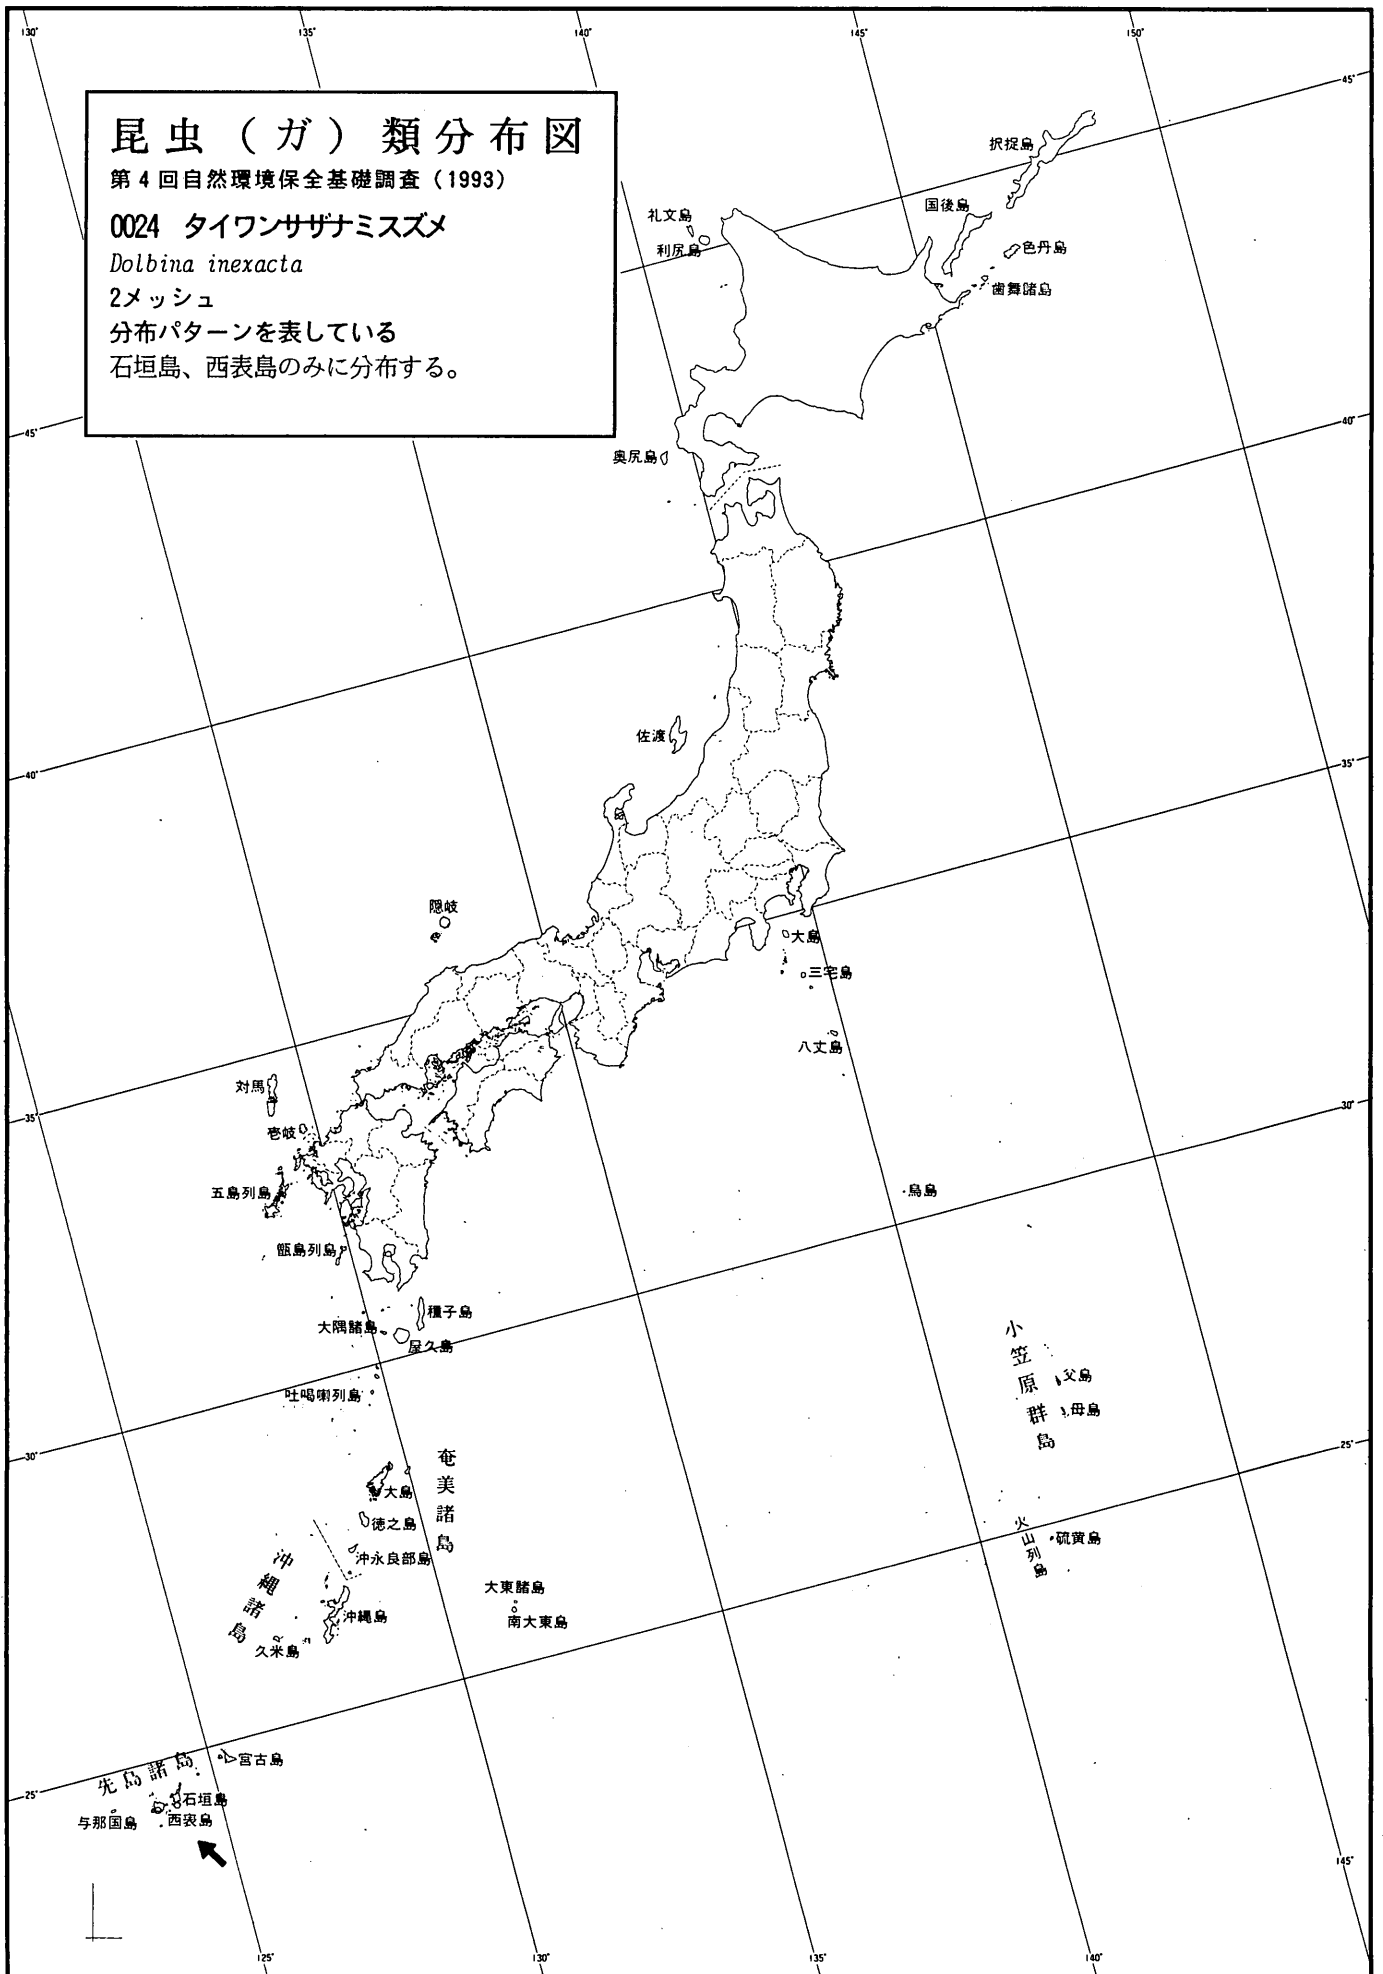 昆虫（ガ）類分布図
第4回自然環境保全基礎調査（1993）
0024 タイワンサザナミスズメ
Dolbina inexacta
2メッシュ
分布パターンを表している
石垣島、西表島のみに分布する。
130°
135°
140°
145°
150°
45°
択捉島
国後島
礼文島
利尻島
色丹島
歯舞諸島
45°
40°
奥尻島
佐渡
40°
35°
隠岐
大島
三宅島
八丈島
対馬
35°
壱岐
30°
五島列島
鳥島
甑島列島
種子島
大隅諸島
屋久島
小笠原群島
父島
吐喝喇列島
母島
30°
25°
奄美諸島
大島
徳之島
火山列島
硫黄島
沖永良部島
沖縄諸島
大東諸島
沖縄島
南大東島
久米島
先島諸島
宮古島
25°
石垣島
与那国島
西表島
145°
125°
130°
135°
140°